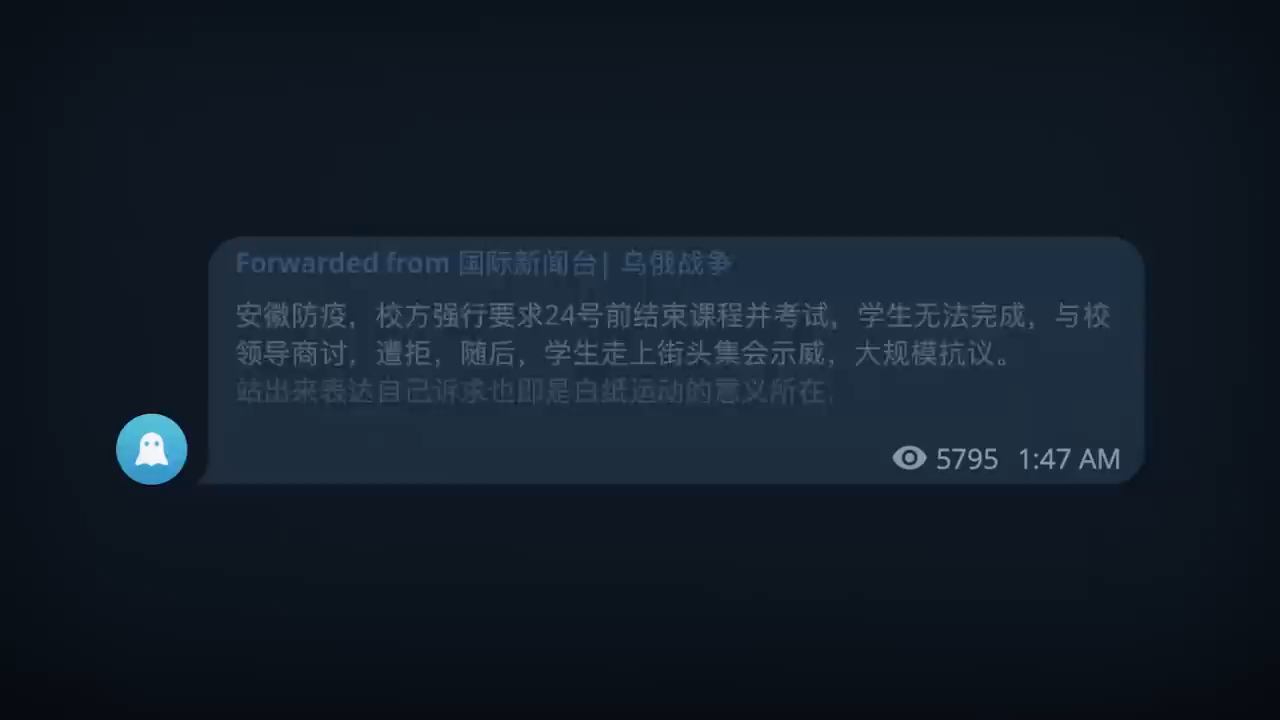 Forwarded from 国际新闻台| 乌俄战争
安徽防疫，校方强行要求24号前结束课程并考试，学生无法完成，与校
领导商讨，遭拒，随后，学生走上街头集会示威，大规模抗议。
站出来表达自己诉求也即是白纸运动的意义所在.
5795 1:47 AM